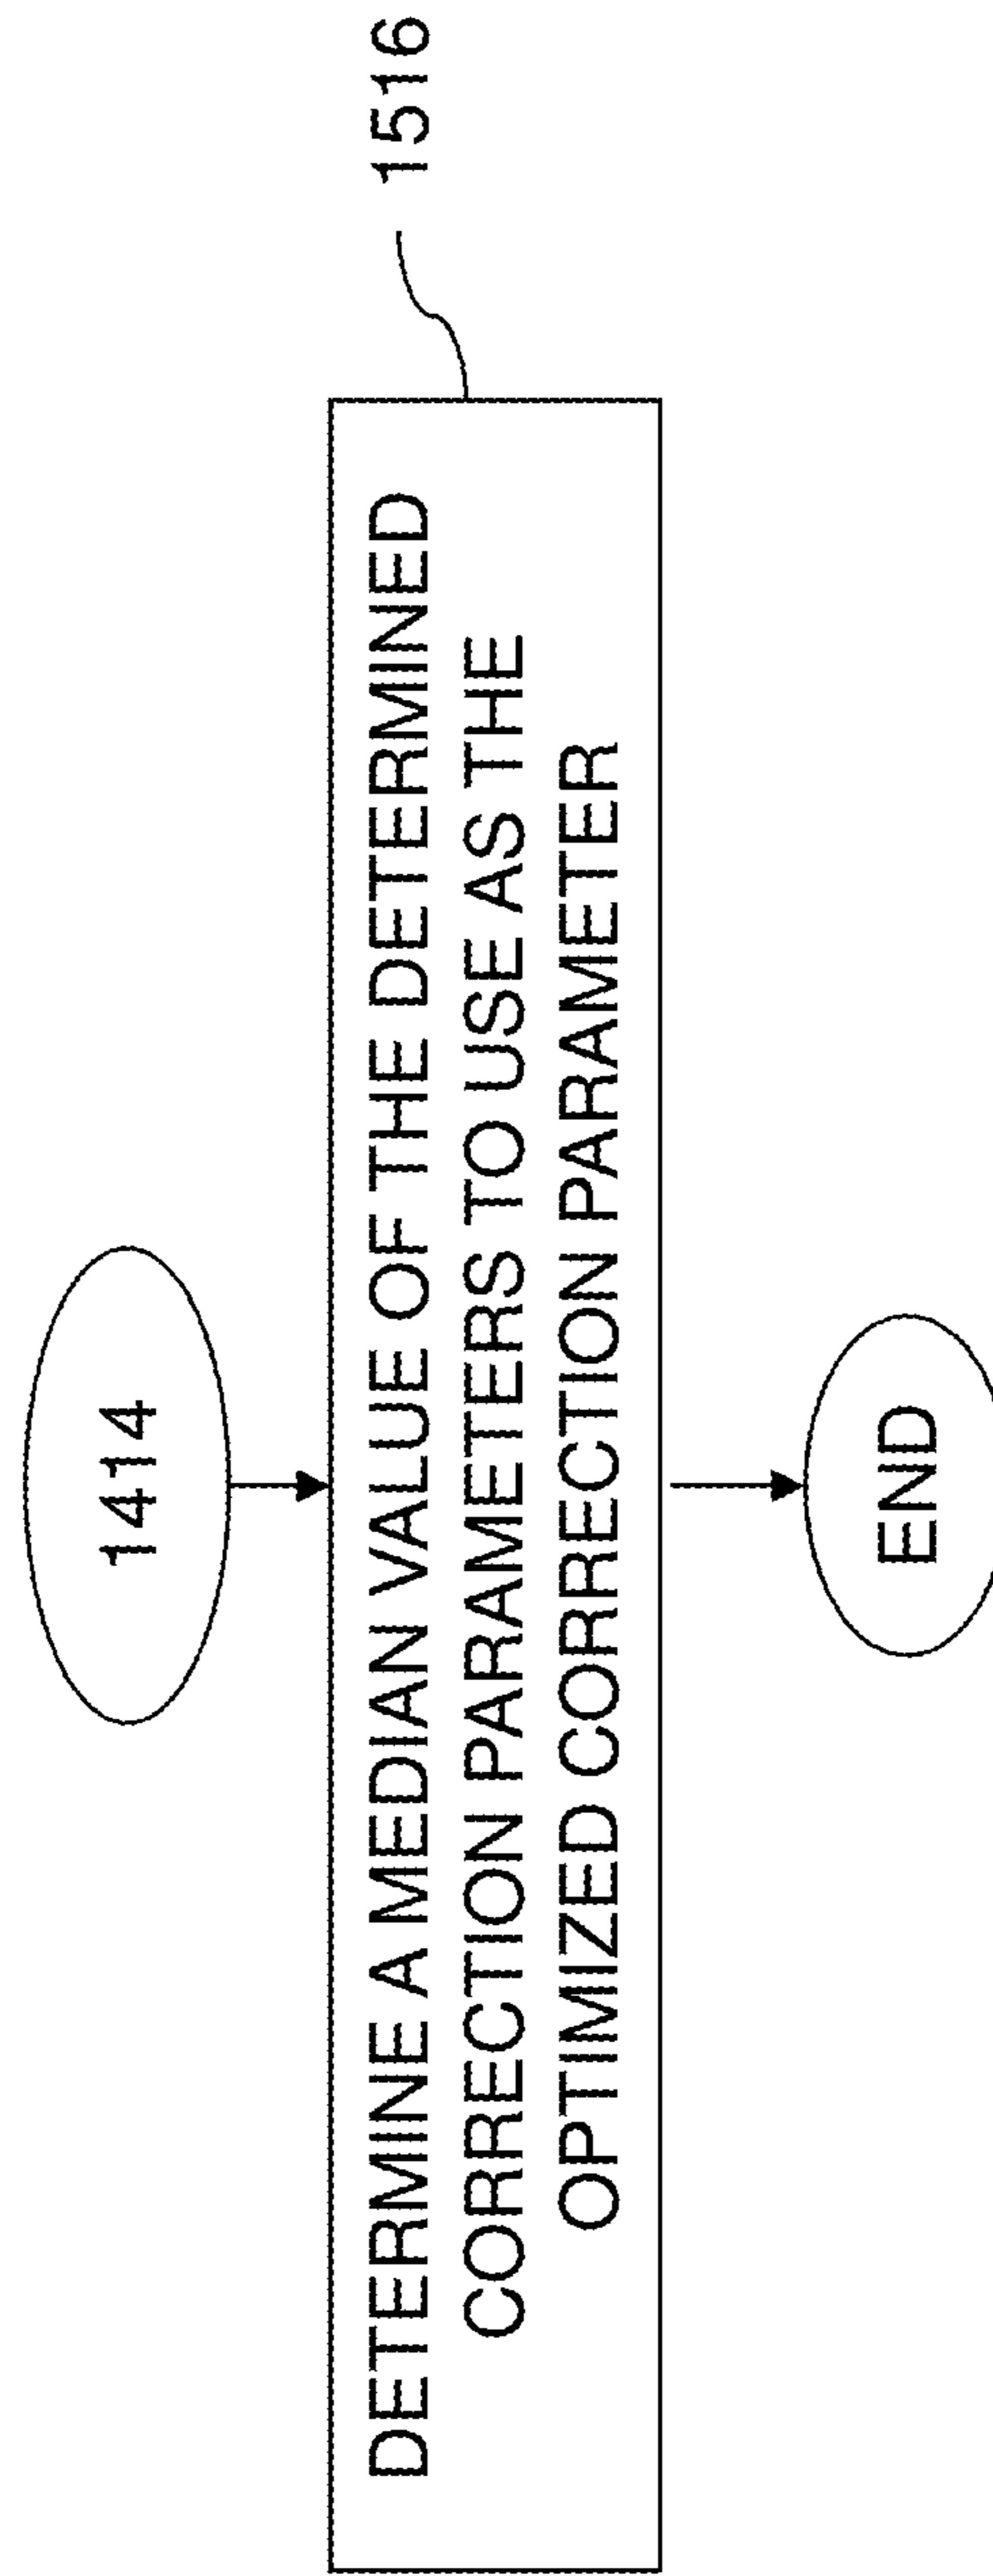 1414
DETERMINE A MEDIAN VALUE OF THE DETERMINED
CORRECTION PARAMETERS TO USE AS THE
OPTIMIZED CORRECTION PARAMETER
1516
END